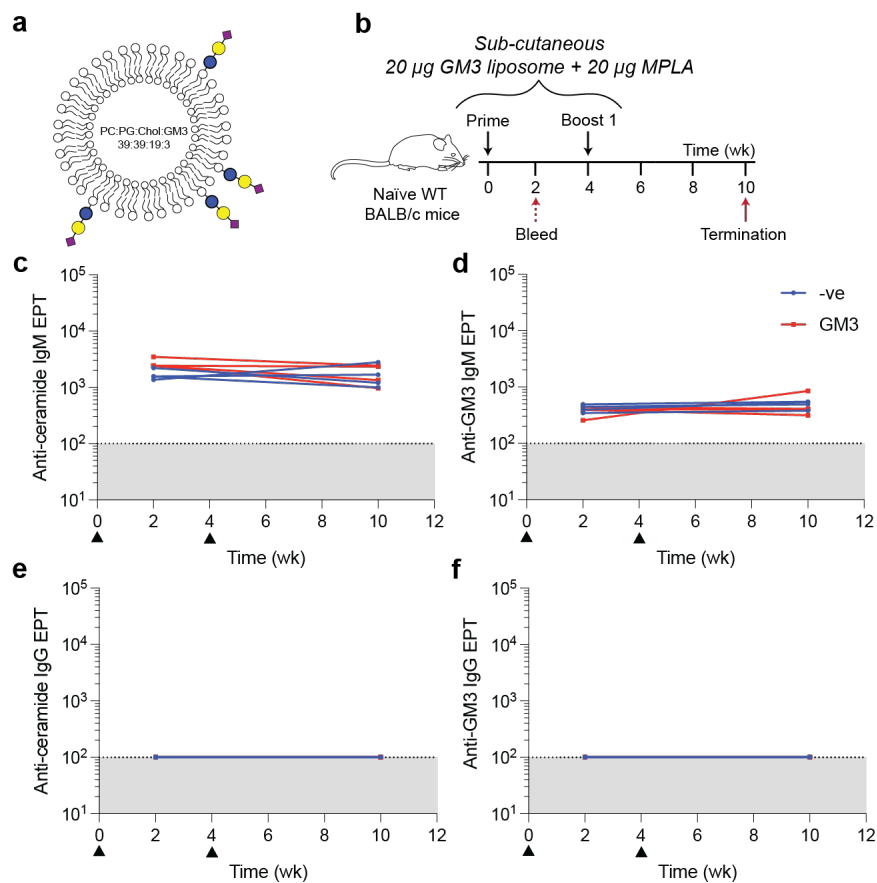 a
PC:PG:Chol:GM3
39:39:19:3
b
Sub-cutaneous
20 µg GM3 liposome + 20 µg MPLA
Prime
Boost 1
Time (wk)
0 2 4 6 8 10
Naïve WT
BALB/c mice
Bleed
Termination
c
Anti-ceramide IgM EPT
10⁵
10⁴
10³
10²
10¹
0 2 4 6 8 10 12
Time (wk)
d
Anti-GM3 IgM EPT
10⁵
10⁴
10³
10²
10¹
-ve
GM3
0 2 4 6 8 10 12
Time (wk)
e
Anti-ceramide IgG EPT
10⁵
10⁴
10³
10²
10¹
0 2 4 6 8 10 12
Time (wk)
f
Anti-GM3 IgG EPT
10⁵
10⁴
10³
10²
10¹
0 2 4 6 8 10 12
Time (wk)